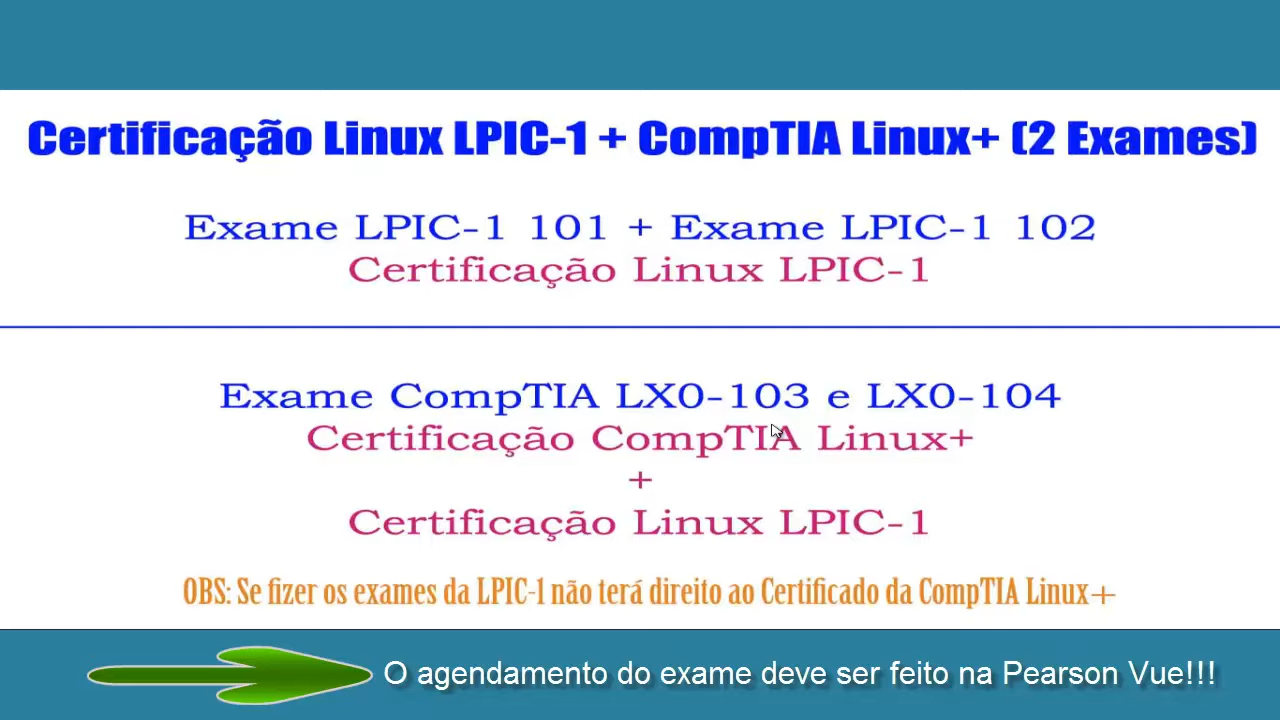 Certificação Linux LPIC-1 + CompTIA Linux+ (2 Exames)
Exame LPIC-1 101 + Exame LPIC-1 102
Certificação Linux LPIC-1
Exame CompTIA LX0-103 e LX0-104
Certificação CompTIA Linux+
+
Certificação Linux LPIC-1
OBS: Se fizer os exames da LPIC-1 não terá direito ao Certificado da CompTIA Linux+
O agendamento do exame deve ser feito na Pearson Vue!!!